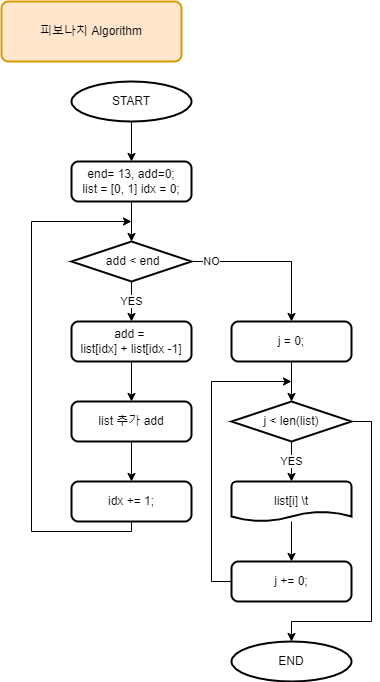 피보나치 Algorithm
START
end= 13, add=0;
list = [0, 1] idx = 0;
add < end
NO
YES
add =
list[idx] + list[idx -1]
j = 0;
list 추가 add
j < len(list)
YES
idx += 1;
list[i] \t
j += 0;
END